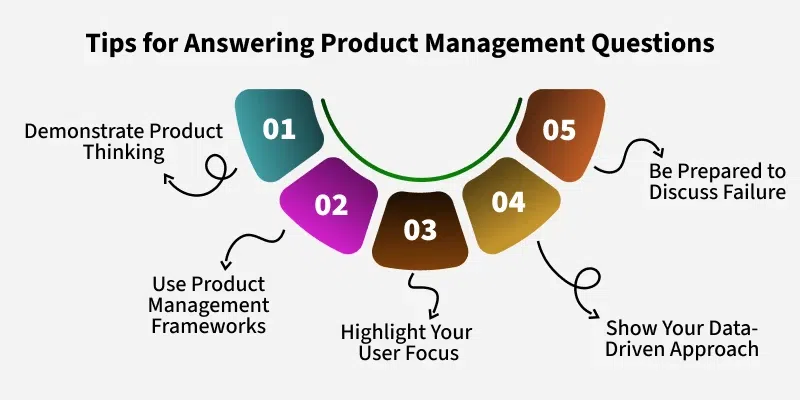 Tips for Answering Product Management Questions
01
Demonstrate Product
Thinking
02
Use Product
Management
Frameworks
03
Highlight Your
User Focus
04
Show Your Data-
Driven Approach
05
Be Prepared to
Discuss Failure